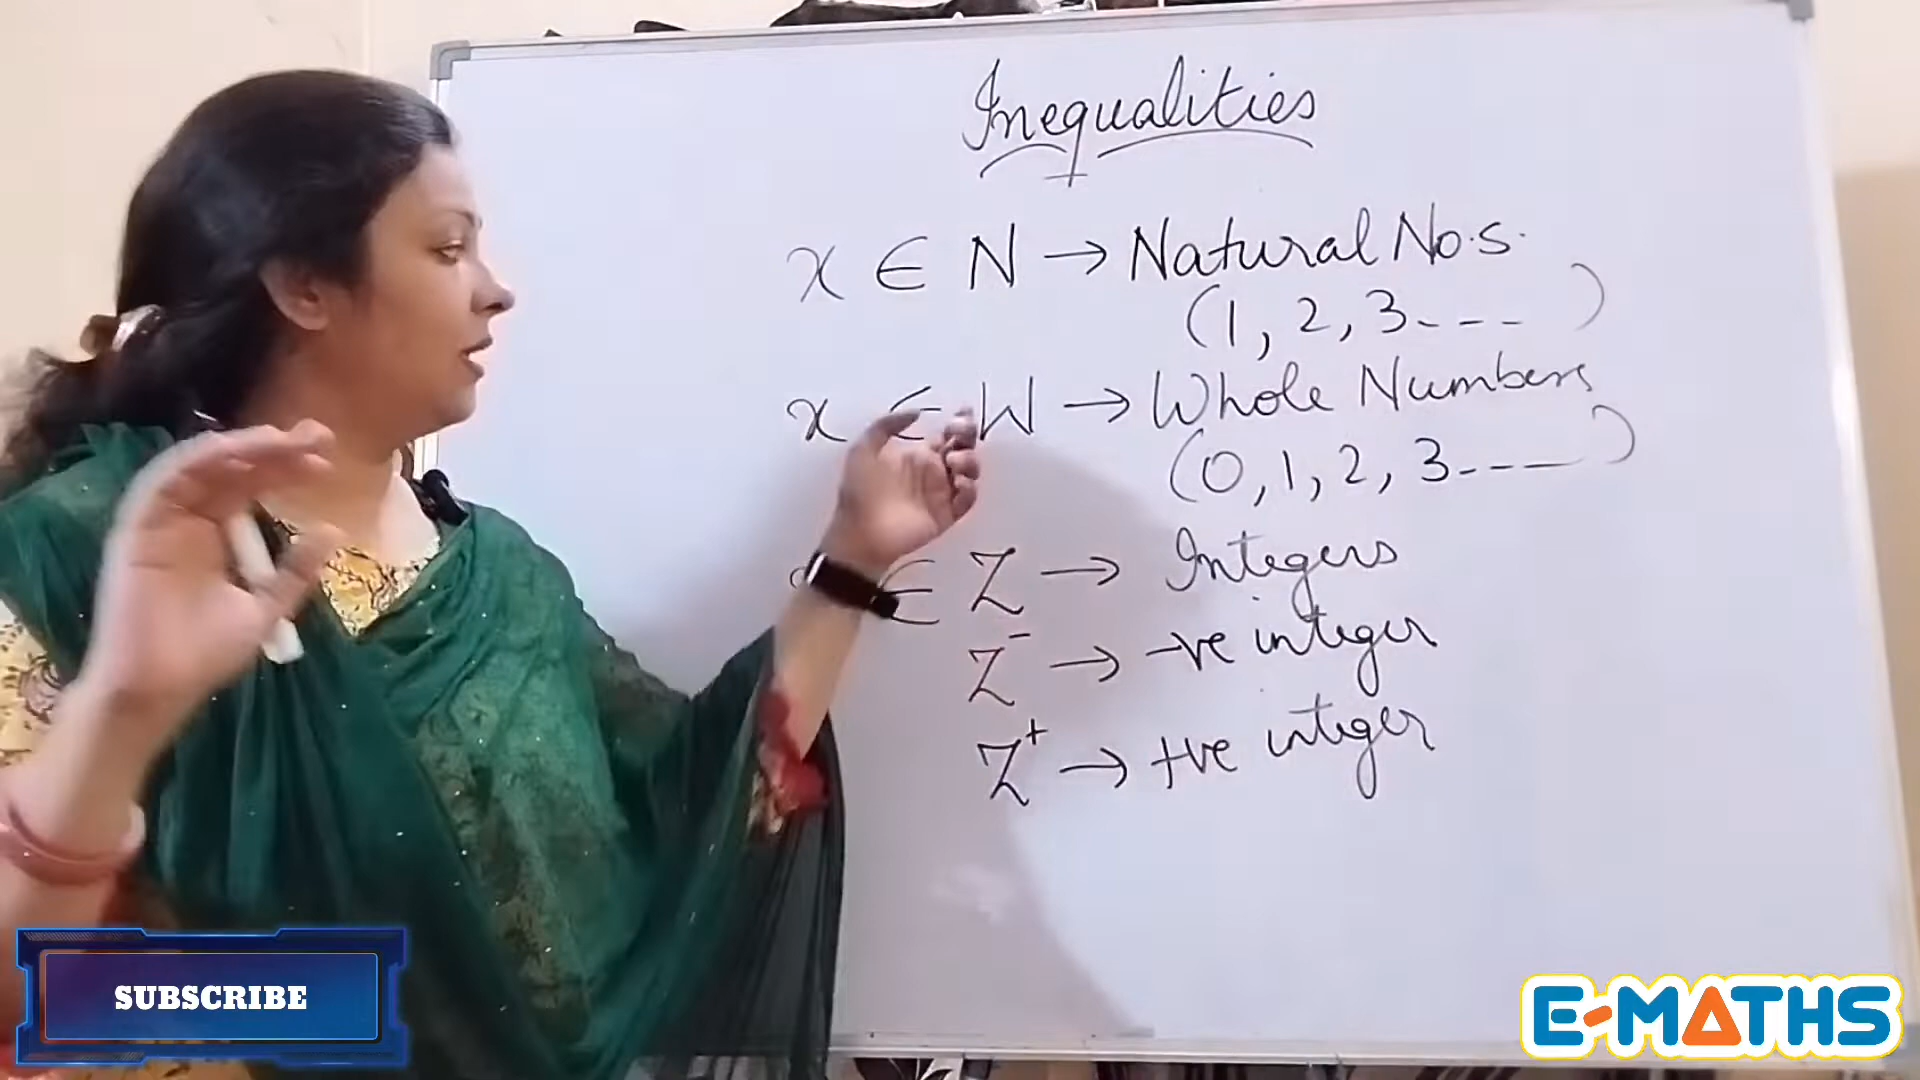 Inequalities
x ∈ N → Natural No.s.
(1, 2, 3---- )
x ∈ W → Whole Numbers
(0, 1, 2, 3---- )
∈ Z → Integers
Z⁻ → -ve integer
Z⁺ → +ve integer
SUBSCRIBE
E-MATHS